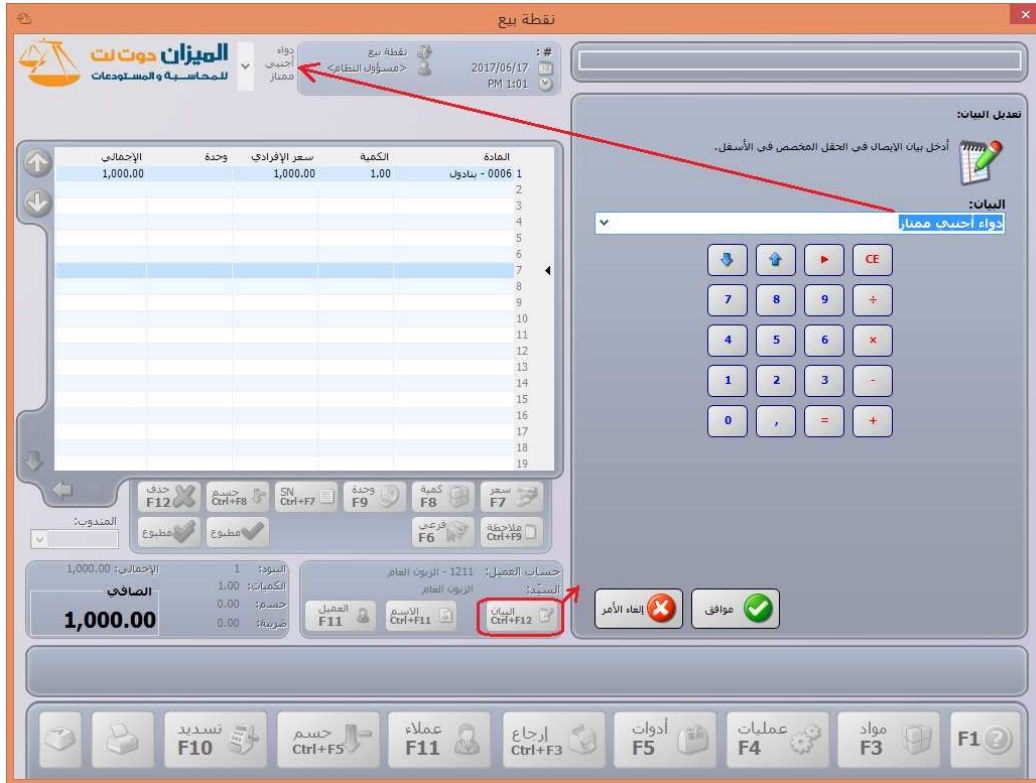 نقطة بيع
الميزان دوت نت
للمحاسبة والمستودعات
دواء
أجنبي
ممتاز
نقطة بيع
<مسؤول النظام>
# :
2017/06/17
PM 1:01
تعديل البيان:
أدخل بيان الإيصال في الحقل المخصص في الأسفل.
البيان:
دواء أجنبي ممتاز
CE
7 8 9 ÷
4 5 6 ×
1 2 3 -
0 , = +
موافق
إلغاء الأمر
المادة الكمية سعر الإفرادي وحدة الإجمالي
1 0006 - بنادول 1.00 1,000.00 1,000.00
2
3
4
5
6
7
8
9
10
11
12
13
14
15
16
17
18
19
سعر F7
كمية F8
وحدة F9
SN Ctrl+F7
حسم Ctrl+F8
حذف F12
ملاحظة Ctrl+F9
فرعي F6
مطبوع
مطبوع
المندوب:
حساب العميل: 1211 - الزبون العام
السيّد: الزبون العام
البيان Ctrl+F12
الاسم Ctrl+F11
العميل F11
البنود: 1
الكميات: 1.00
حسم: 0.00
ضريبة: 0.00
الإجمالي: 1,000.00
الصافي
1,000.00
F1
مواد F3
عمليات F4
أدوات F5
إرجاع Ctrl+F3
عملاء F11
حسم Ctrl+F5
تسديد F10